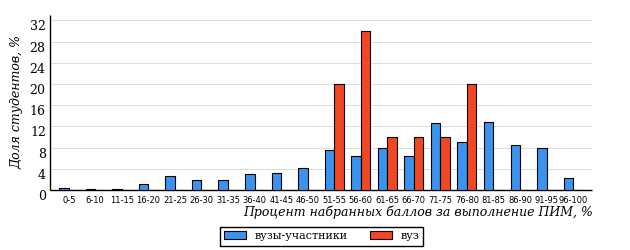 Доля студентов, %
32
28
24
20
16
12
8
4
0
0-5 6-10 11-15 16-20 21-25 26-30 31-35 36-40 41-45 46-50 51-55 56-60 61-65 66-70 71-75 76-80 81-85 86-90 91-95 96-100
Процент набранных баллов за выполнение ПИМ, %
вузы-участники вуз